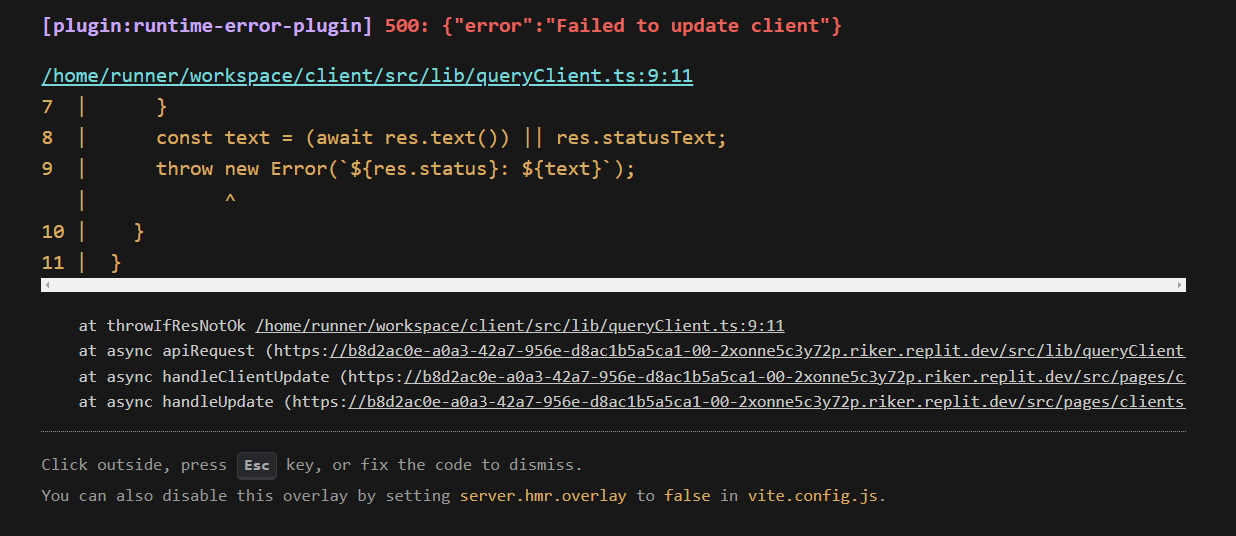 [plugin:runtime-error-plugin] 500: {"error":"Failed to update client"}
/home/runner/workspace/client/src/lib/queryClient.ts:9:11
7  |      }
8  |      const text = (await res.text()) || res.statusText;
9  |      throw new Error(`${res.status}: ${text}`);
   |            ^
10 |    }
11 |  }
at throwIfResNotOk /home/runner/workspace/client/src/lib/queryClient.ts:9:11
at async apiRequest (https://b8d2ac0e-a0a3-42a7-956e-d8ac1b5a5ca1-00-2xonne5c3y72p.riker.replit.dev/src/lib/queryClient
at async handleClientUpdate (https://b8d2ac0e-a0a3-42a7-956e-d8ac1b5a5ca1-00-2xonne5c3y72p.riker.replit.dev/src/pages/c
at async handleUpdate (https://b8d2ac0e-a0a3-42a7-956e-d8ac1b5a5ca1-00-2xonne5c3y72p.riker.replit.dev/src/pages/clients
Click outside, press Esc key, or fix the code to dismiss.
You can also disable this overlay by setting server.hmr.overlay to false in vite.config.js.